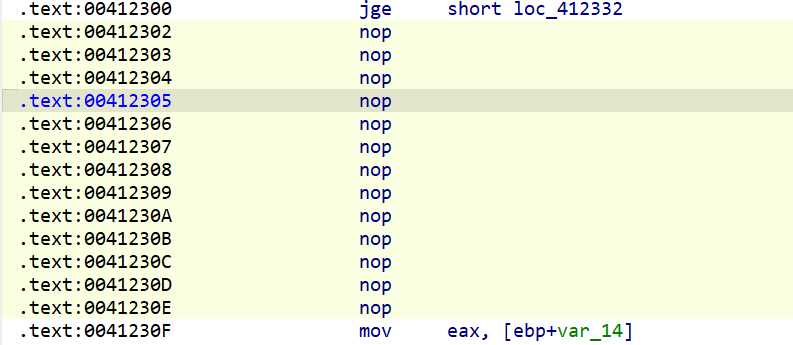 .text:00412300 jge short loc_412332
.text:00412302 nop
.text:00412303 nop
.text:00412304 nop
.text:00412305 nop
.text:00412306 nop
.text:00412307 nop
.text:00412308 nop
.text:00412309 nop
.text:0041230A nop
.text:0041230B nop
.text:0041230C nop
.text:0041230D nop
.text:0041230E nop
.text:0041230F mov eax, [ebp+var_14]